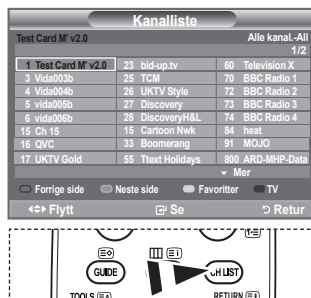 Kanalliste
Test Card M' v2.0 Alle kanal.-All
1/2
1 Test Card M' v2.0 23 bid-up.tv 60 Television X
3 Vida003b 25 TCM 70 BBC Radio 1
4 Vida004b 26 UKTV Style 72 BBC Radio 2
5 vida005b 27 Discovery 73 BBC Radio 3
6 vida006b 28 DiscoveryH&L 74 BBC Radio 4
15 Ch 15 15 Cartoon Nwk 84 heat
16 QVC 33 Boomerang 91 MOJO
17 UKTV Gold 55 Ttext Holidays 800 ARD-MHP-Data
Mer
Forrige side Neste side Favoritter TV
Flytt Se Retur
GUIDE CH LIST
TOOLS RETURN